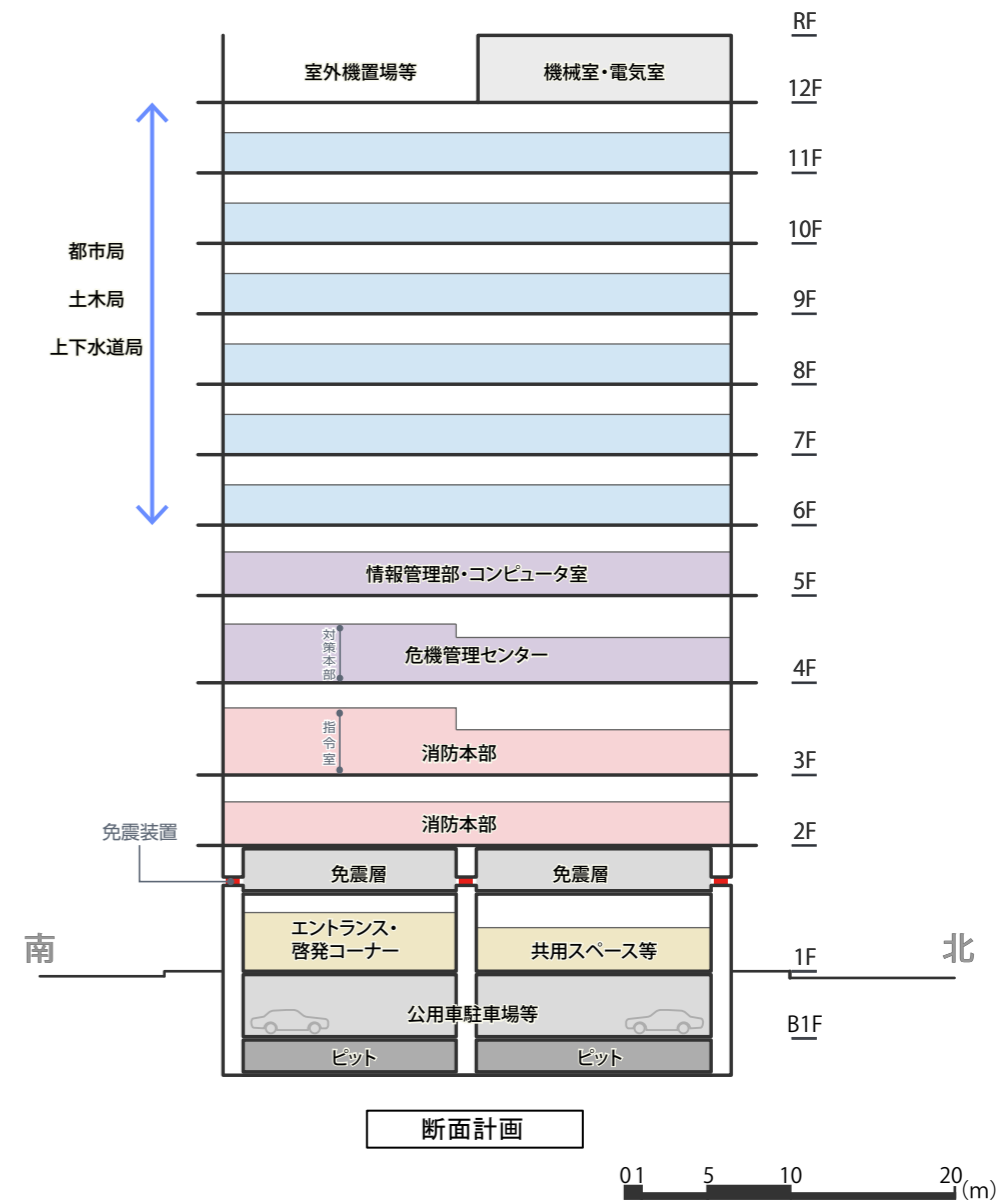 RF
室外機置場等
機械室・電気室
12F
11F
10F
都市局
土木局
上下水道局
9F
8F
7F
6F
情報管理部・コンピュータ室
5F
対策本部
危機管理センター
4F
指令室
消防本部
3F
免震装置
消防本部
2F
免震層
免震層
南
エントランス・
啓発コーナー
共用スペース等
1F
北
公用車駐車場等
B1F
ピット
ピット
断面計画
0 1 5 10 20 (m)